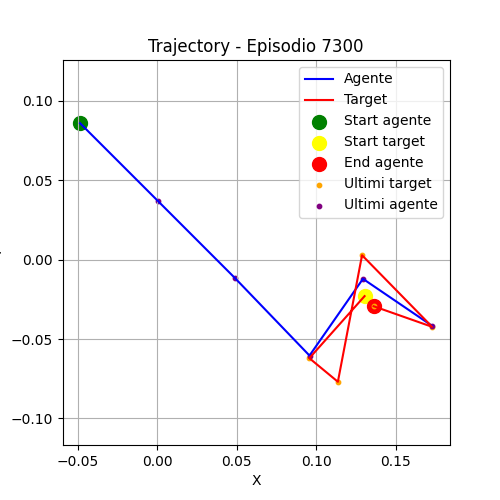 Trajectory - Episodio 7300
Agente
Target
Start agente
Start target
End agente
Ultimi target
Ultimi agente
0.10
0.05
0.00
−0.05
−0.10
−0.05
0.00
0.05
0.10
0.15
X